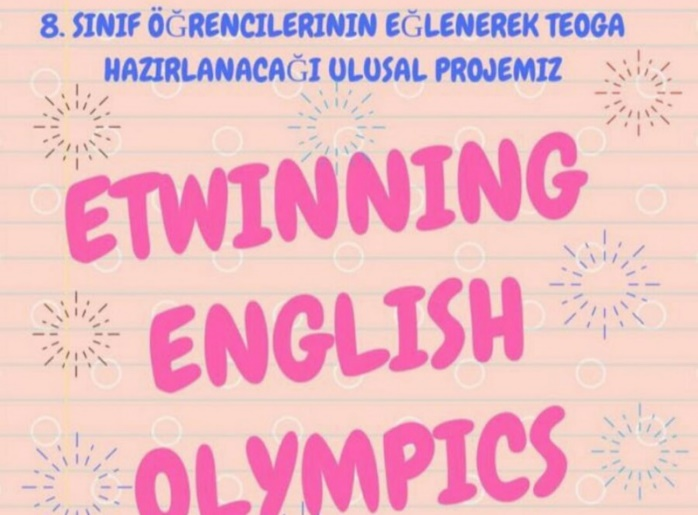 8. SINIF ÖĞRENCILERININ EĞLENEREK TEOGA
HAZIRLANACAĞI ULUSAL PROJEMIZ
ETWINNING
ENGLISH
OLYMPICS